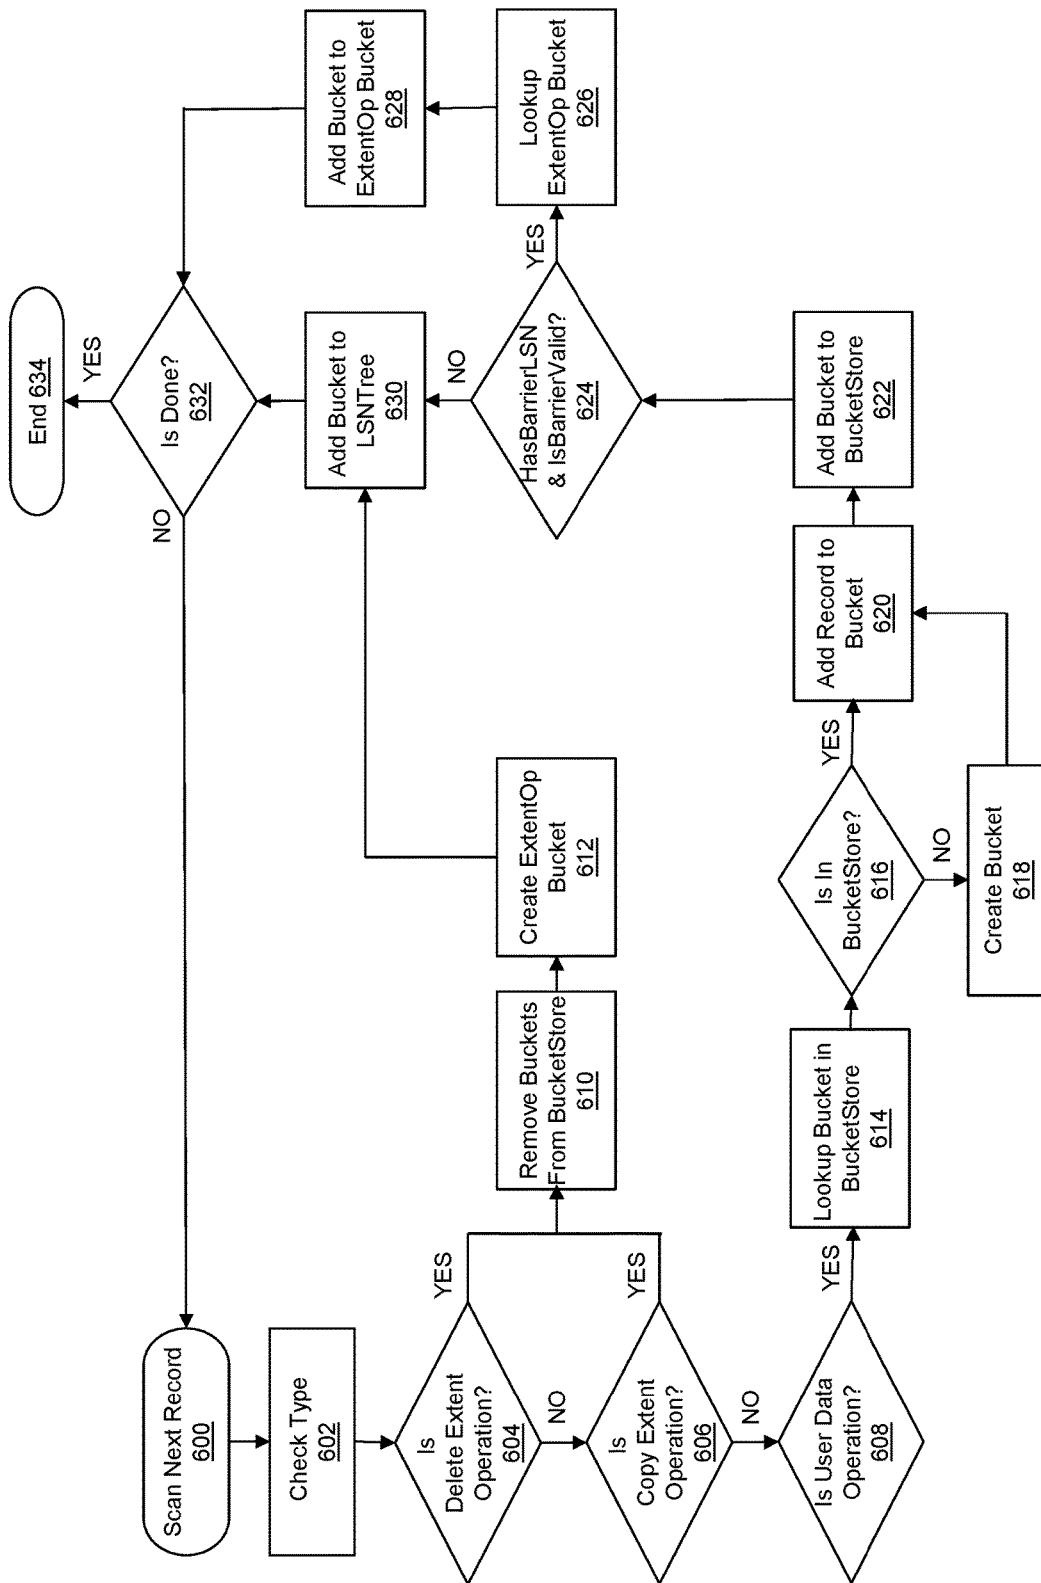 Scan Next Record
600
Check Type
602
Is
Delete Extent
Operation?
604
YES
NO
Is
Copy Extent
Operation?
606
YES
NO
Is User Data
Operation?
608
YES
Remove Buckets
From BucketStore
610
Create ExtentOp
Bucket
612
Lookup Bucket in
BucketStore
614
Is In
BucketStore?
616
YES
NO
Create Bucket
618
Add Record to
Bucket
620
Add Bucket to
BucketStore
622
HasBarrierLSN
& IsBarrierValid?
624
YES
NO
Lookup
ExtentOp Bucket
626
Add Bucket to
ExtentOp Bucket
628
Add Bucket to
LSNTree
630
Is Done?
632
NO
YES
End 634